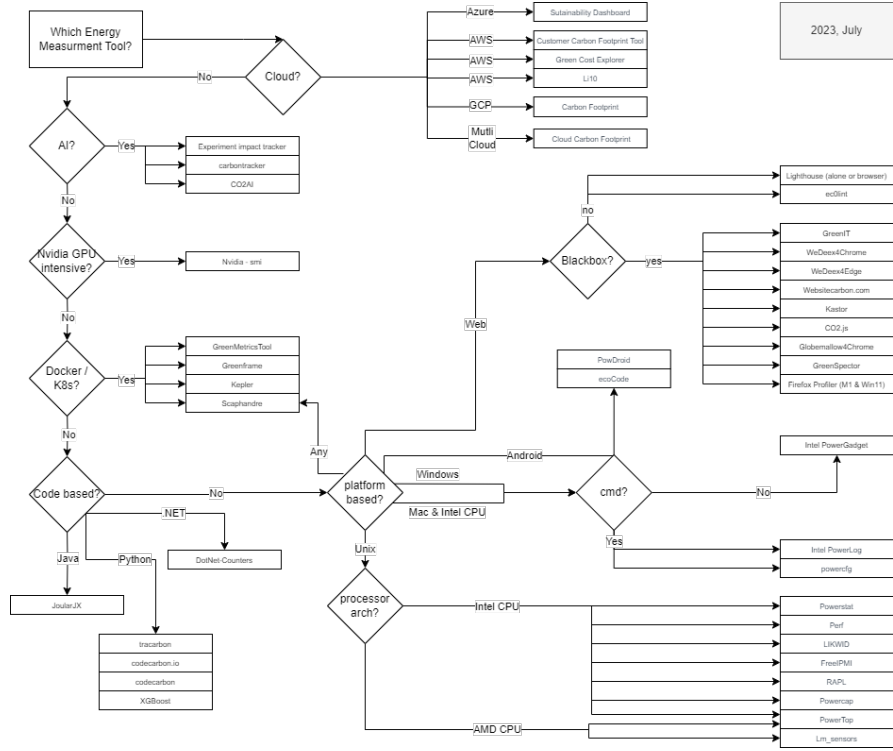 Which Energy
Measurment Tool?
Cloud?
Azure
Sutainability Dashboard
AWS
Customer Carbon Footprint Tool
AWS
Green Cost Explorer
AWS
Li10
GCP
Carbon Footprint
Mutli
Cloud
Cloud Carbon Footprint
2023, July
No
AI?
Yes
Experiment impact tracker
carbontracker
CO2AI
No
Nvidia GPU
intensive?
Yes
Nvidia - smi
No
Docker /
K8s?
Yes
GreenMetricsTool
Greenframe
Kepler
Scaphandre
No
Any
Code based?
No
.NET
DotNet-Counters
Java
JoularJX
Python
tracarbon
codecarbon.io
codecarbon
XGBoost
platform
based?
Web
Blackbox?
no
Lighthouse (alone or browser)
ec0lint
yes
GreenIT
WeDeex4Chrome
WeDeex4Edge
Websitecarbon.com
Kastor
CO2.js
Globemallow4Chrome
GreenSpector
Firefox Profiler (M1 & Win11)
Android
PowDroid
ecoCode
Windows
Mac & Intel CPU
cmd?
No
Intel PowerGadget
Yes
Intel PowerLog
powercfg
Unix
processor
arch?
Intel CPU
Powerstat
Perf
LIKWID
FreeIPMI
RAPL
Powercap
PowerTop
AMD CPU
Lm_sensors